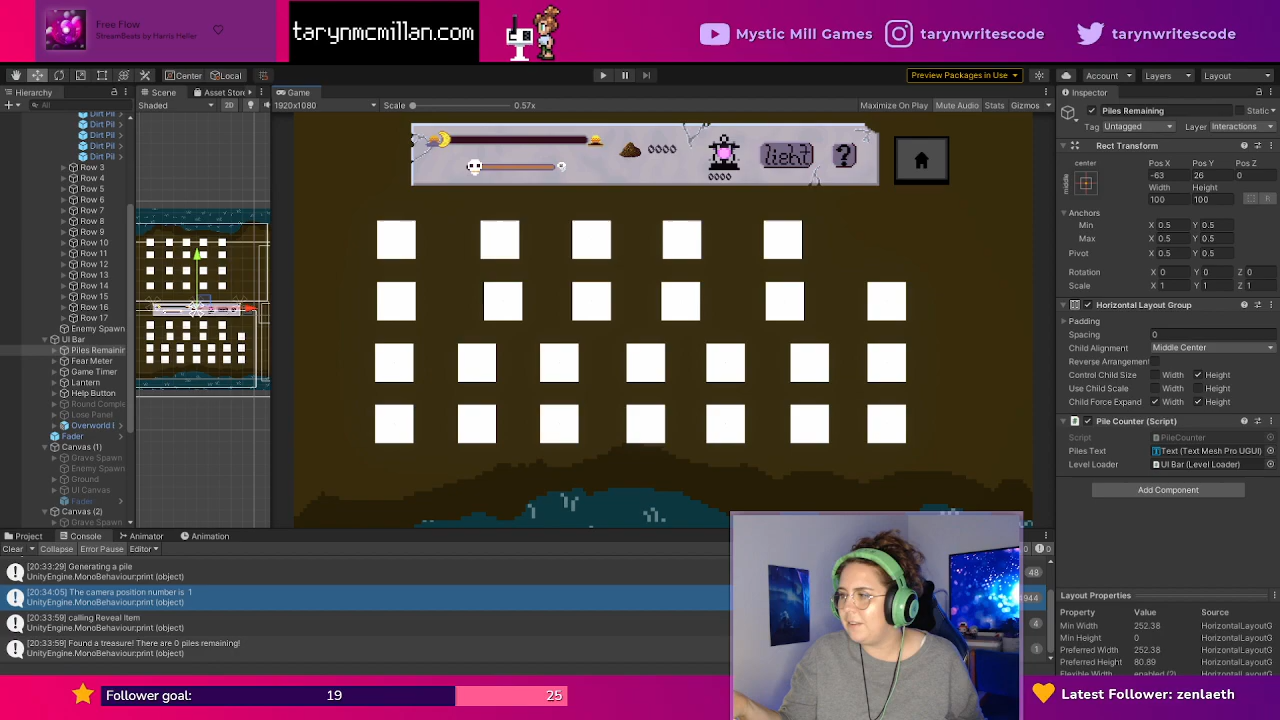 Free Flow
StreamBeats by Harris Heller
tarynmcmillan.com
Mystic Mill Games
tarynwritescode
tarynwritescode
Center
Local
Preview Packages in Use
Account
Layers
Layout
Hierarchy
Scene
Asset Store
Game
Inspector
All
Shaded
2D
1920x1080
Scale
0.57x
Maximize On Play
Mute Audio
Stats
Gizmos
Dirt Pil
Dirt Pil
Dirt Pil
Dirt Pil
Dirt Pil
Row 3
Row 4
Row 5
Row 6
Row 7
Row 8
Row 9
Row 10
Row 11
Row 12
Row 13
Row 14
Row 15
Row 16
Row 17
Enemy Spawn
UI Bar
Piles Remainin
Fear Meter
Game Timer
Lantern
Help Button
Round Comple
Lose Panel
Overworld
Fader
Canvas (1)
Grave Spawn
Enemy Spawn
Ground
UI Canvas
Fader
Canvas (2)
Grave Spawn
0000
0000
light
?
Piles Remaining
Static
Tag Untagged
Layer Interactions
Rect Transform
center
middle
Pos X
Pos Y
Pos Z
-63
26
0
Width
Height
100
100
R
Anchors
Min
X 0.5
Y 0.5
Max
X 0.5
Y 0.5
Pivot
X 0.5
Y 0.5
Rotation
X 0
Y 0
Z 0
Scale
X 1
Y 1
Z 1
Horizontal Layout Group
Padding
Spacing
0
Child Alignment
Middle Center
Reverse Arrangement
Control Child Size
Width
Height
Use Child Scale
Width
Height
Child Force Expand
Width
Height
Pile Counter (Script)
Script
PileCounter
Piles Text
Text (Text Mesh Pro UGUI)
Level Loader
UI Bar (Level Loader)
Add Component
Project
Console
Animator
Animation
Clear
Collapse
Error Pause
Editor
0
[20:33:29] Generating a pile
UnityEngine.MonoBehaviour:print (object)
48
[20:34:05] The camera position number is 1
UnityEngine.MonoBehaviour:print (object)
944
[20:33:59] calling Reveal Item
UnityEngine.MonoBehaviour:print (object)
4
[20:33:59] Found a treasure! There are 0 piles remaining!
UnityEngine.MonoBehaviour:print (object)
1
Layout Properties
Property
Value
Source
Min Width
252.38
HorizontalLayoutG
Min Height
0
HorizontalLayoutG
Preferred Width
252.38
HorizontalLayoutG
Preferred Height
80.89
HorizontalLayoutG
Follower goal:
19
25
Latest Follower: zenlaeth